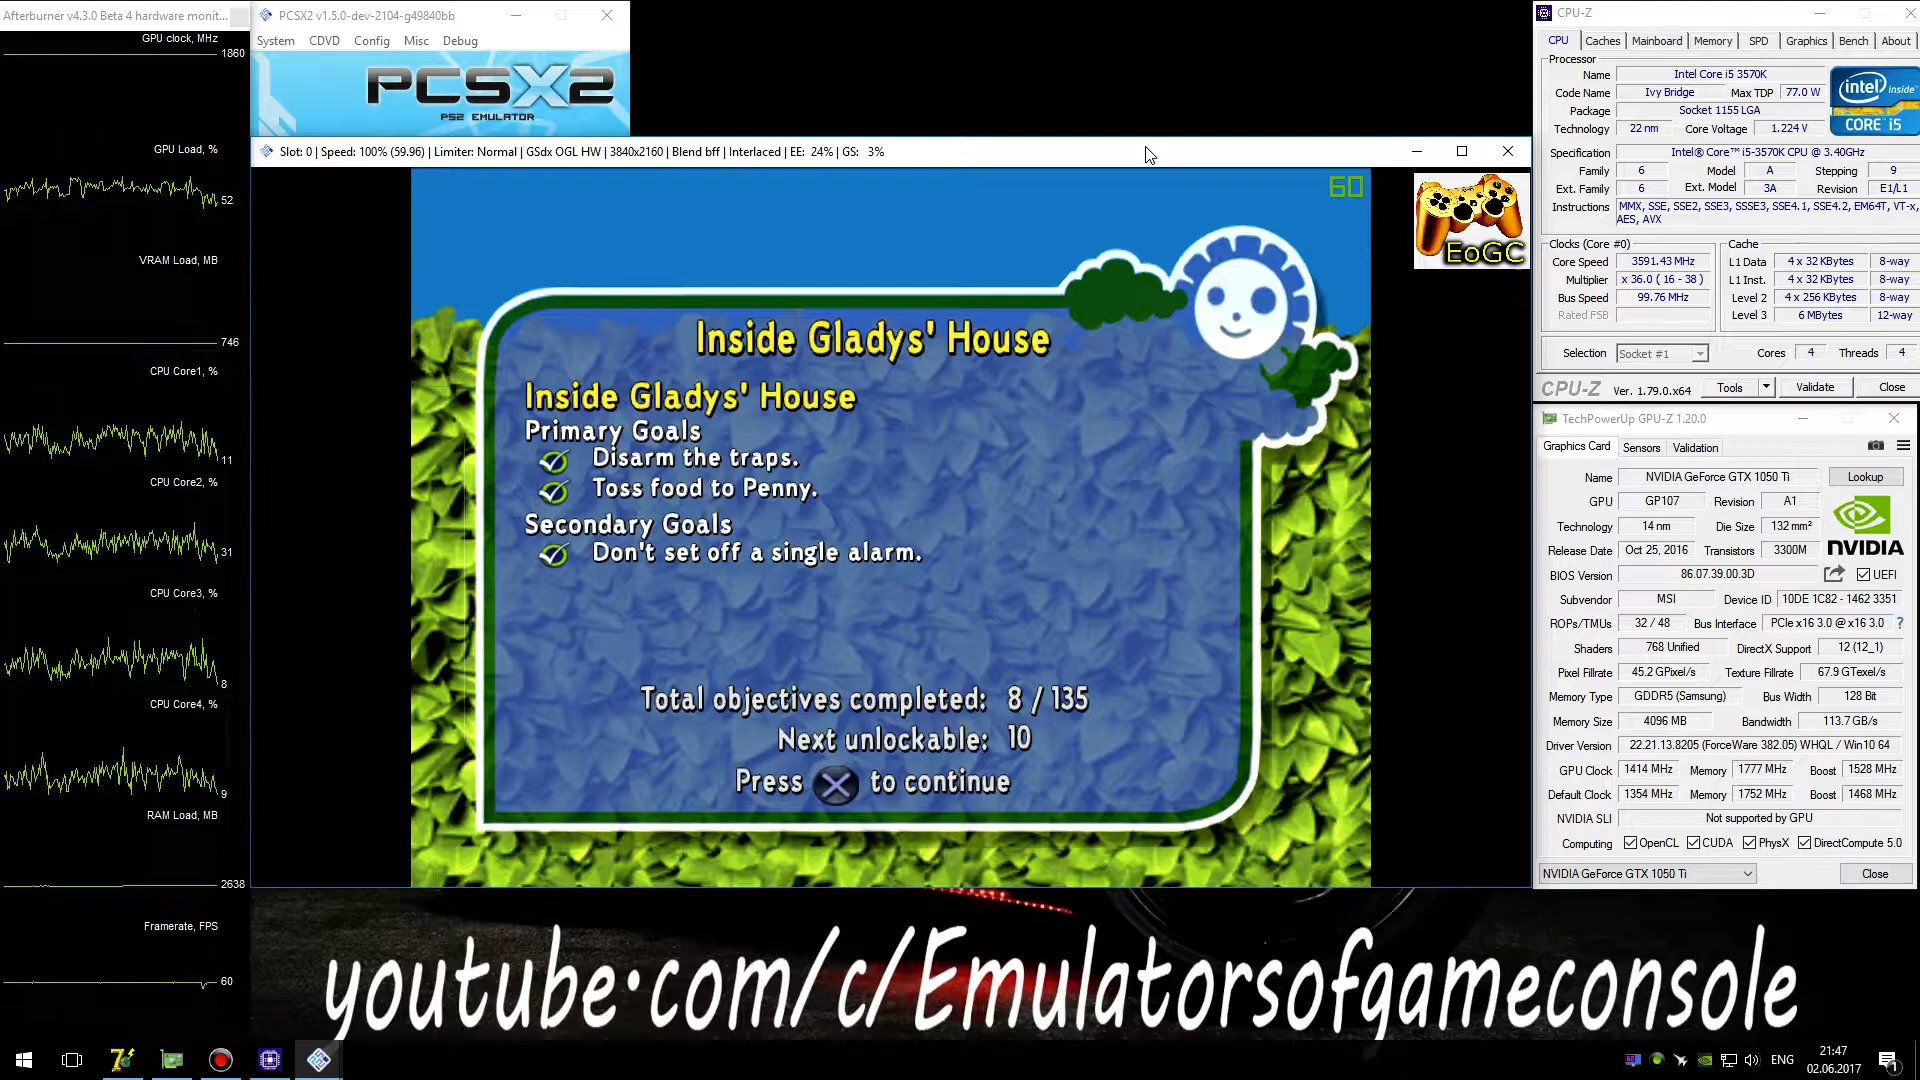 Afterburner v4.3.0 Beta 4 hardware monit...
GPU clock, MHz
1860
GPU Load, %
52
VRAM Load, MB
746
CPU Core1, %
11
CPU Core2, %
31
CPU Core3, %
8
CPU Core4, %
9
RAM Load, MB
2638
Framerate, FPS
60
PCSX2 v1.5.0-dev-2104-g49840bb
System CDVD Config Misc Debug
PCSX2
PS2 EMULATOR
Slot: 0 | Speed: 100% (59.96) | Limiter: Normal | GSdx OGL HW | 3840x2160 | Blend bff | Interlaced | EE: 24% | GS: 3%
60
EoGC
Inside Gladys' House
Inside Gladys' House
Primary Goals
Disarm the traps.
Toss food to Penny.
Secondary Goals
Don't set off a single alarm.
Total objectives completed: 8 / 135
Next unlockable: 10
Press X to continue
youtube.com/c/Emulatorsofgameconsole
CPU-Z
CPU Caches Mainboard Memory SPD Graphics Bench About
Processor
Name Intel Core i5 3570K
Code Name Ivy Bridge Max TDP 77.0 W
Package Socket 1155 LGA
Technology 22 nm Core Voltage 1.224 V
intel inside
CORE i5
Specification Intel® Core™ i5-3570K CPU @ 3.40GHz
Family 6 Model A Stepping 9
Ext. Family 6 Ext. Model 3A Revision E1/L1
Instructions MMX, SSE, SSE2, SSE3, SSSE3, SSE4.1, SSE4.2, EM64T, VT-x,
AES, AVX
Clocks (Core #0) Cache
Core Speed 3591.43 MHz L1 Data 4 x 32 KBytes 8-way
Multiplier x 36.0 ( 16 - 38 ) L1 Inst. 4 x 32 KBytes 8-way
Bus Speed 99.76 MHz Level 2 4 x 256 KBytes 8-way
Rated FSB Level 3 6 MBytes 12-way
Selection Socket #1 Cores 4 Threads 4
CPU-Z Ver. 1.79.0.x64 Tools Validate Close
TechPowerUp GPU-Z 1.20.0
Graphics Card Sensors Validation
Name NVIDIA GeForce GTX 1050 Ti Lookup
GPU GP107 Revision A1
Technology 14 nm Die Size 132 mm²
Release Date Oct 25, 2016 Transistors 3300M
NVIDIA
BIOS Version 86.07.39.00.3D UEFI
Subvendor MSI Device ID 10DE 1C82 - 1462 3351
ROPs/TMUs 32 / 48 Bus Interface PCIe x16 3.0 @ x16 3.0 ?
Shaders 768 Unified DirectX Support 12 (12_1)
Pixel Fillrate 45.2 GPixel/s Texture Fillrate 67.9 GTexel/s
Memory Type GDDR5 (Samsung) Bus Width 128 Bit
Memory Size 4096 MB Bandwidth 113.7 GB/s
Driver Version 22.21.13.8205 (ForceWare 382.05) WHQL / Win10 64
GPU Clock 1414 MHz Memory 1777 MHz Boost 1528 MHz
Default Clock 1354 MHz Memory 1752 MHz Boost 1468 MHz
NVIDIA SLI Not supported by GPU
Computing OpenCL CUDA PhysX DirectCompute 5.0
NVIDIA GeForce GTX 1050 Ti Close
ENG
21:47
02.06.2017
1